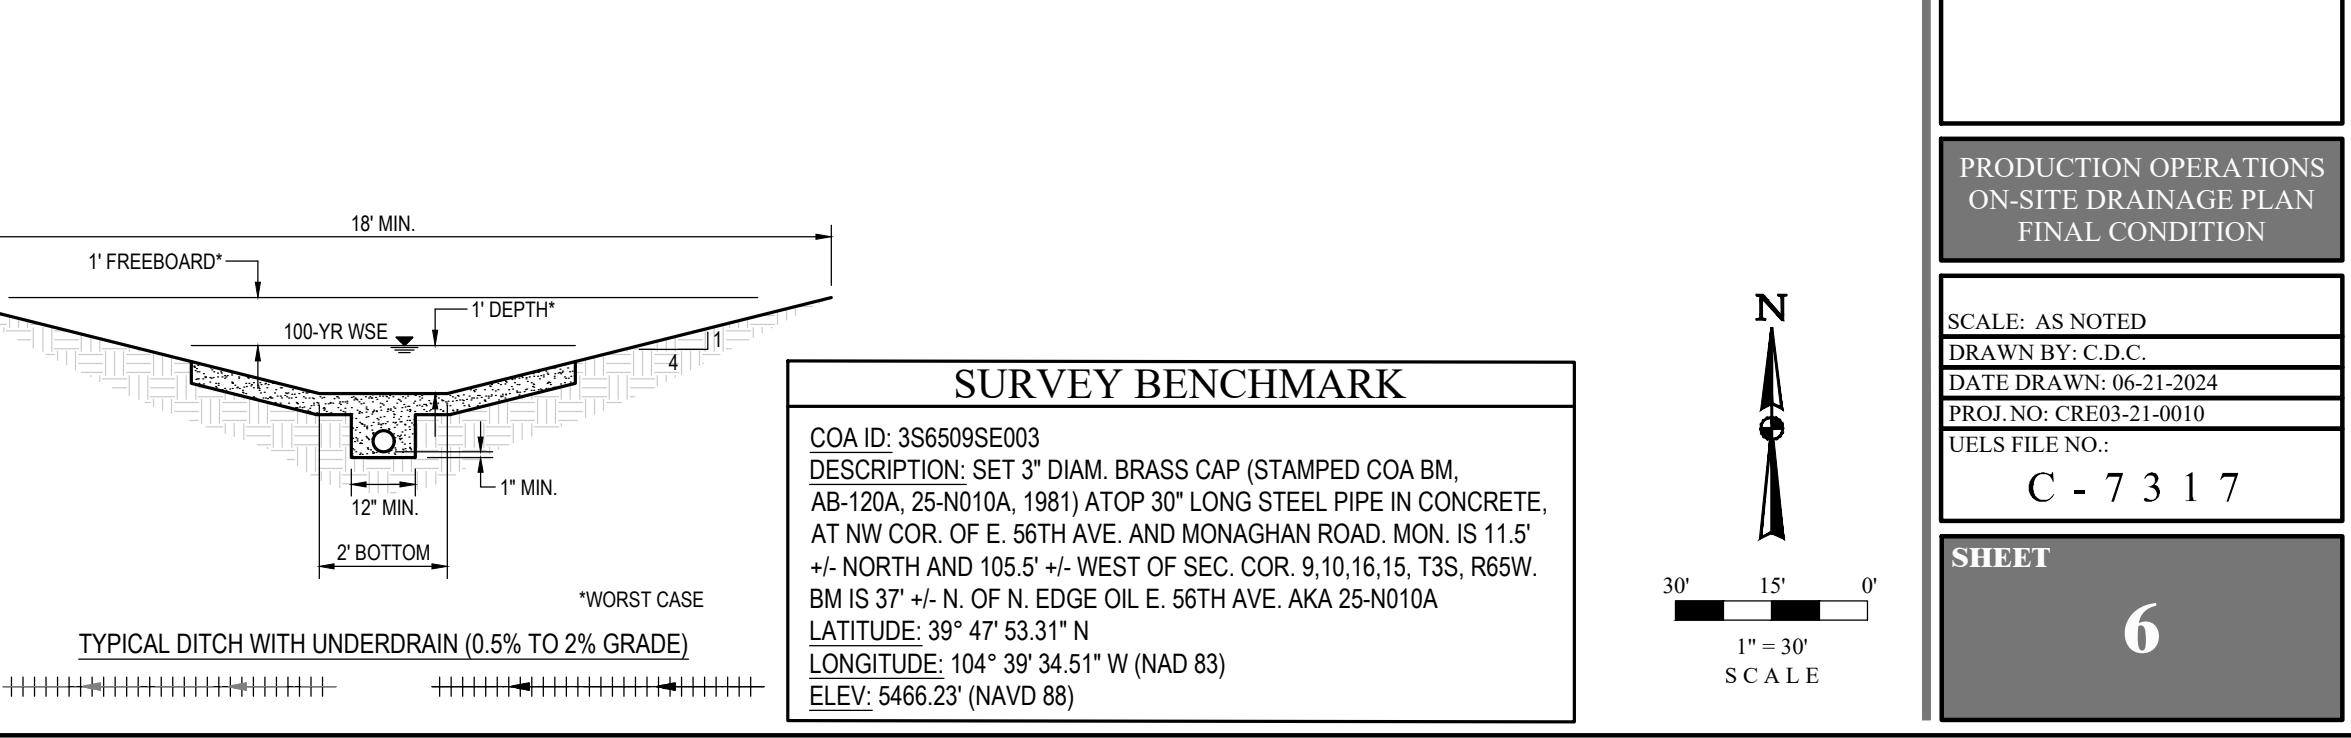 18' MIN.
1' FREEBOARD*
1' DEPTH*
100-YR WSE
1
4
1" MIN.
12" MIN.
2' BOTTOM
*WORST CASE
TYPICAL DITCH WITH UNDERDRAIN (0.5% TO 2% GRADE)
SURVEY BENCHMARK
COA ID: 3S6509SE003
DESCRIPTION: SET 3" DIAM. BRASS CAP (STAMPED COA BM,
AB-120A, 25-N010A, 1981) ATOP 30" LONG STEEL PIPE IN CONCRETE,
AT NW COR. OF E. 56TH AVE. AND MONAGHAN ROAD. MON. IS 11.5'
+/- NORTH AND 105.5' +/- WEST OF SEC. COR. 9,10,16,15, T3S, R65W.
BM IS 37' +/- N. OF N. EDGE OIL E. 56TH AVE. AKA 25-N010A
LATITUDE: 39° 47' 53.31" N
LONGITUDE: 104° 39' 34.51" W (NAD 83)
ELEV: 5466.23' (NAVD 88)
N
30' 15' 0'
1" = 30'
SCALE
PRODUCTION OPERATIONS
ON-SITE DRAINAGE PLAN
FINAL CONDITION
SCALE: AS NOTED
DRAWN BY: C.D.C.
DATE DRAWN: 06-21-2024
PROJ. NO: CRE03-21-0010
UELS FILE NO.:
C - 7 3 1 7
SHEET
6